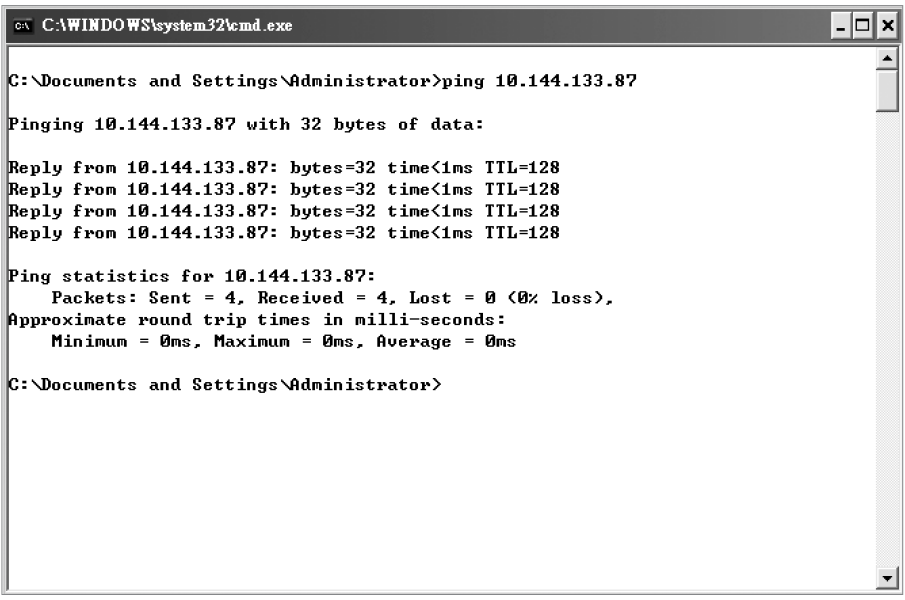 C:\WINDOWS\system32\cmd.exe
C:\Documents and Settings\Administrator>ping 10.144.133.87
Pinging 10.144.133.87 with 32 bytes of data:
Reply from 10.144.133.87: bytes=32 time<1ms TTL=128
Reply from 10.144.133.87: bytes=32 time<1ms TTL=128
Reply from 10.144.133.87: bytes=32 time<1ms TTL=128
Reply from 10.144.133.87: bytes=32 time<1ms TTL=128
Ping statistics for 10.144.133.87:
    Packets: Sent = 4, Received = 4, Lost = 0 (0% loss),
Approximate round trip times in milli-seconds:
    Minimum = 0ms, Maximum = 0ms, Average = 0ms
C:\Documents and Settings\Administrator>